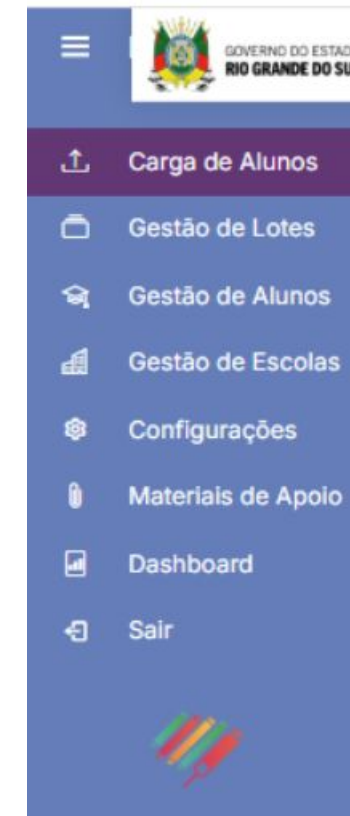 GOVERNO DO ESTAD
RIO GRANDE DO SU
Carga de Alunos
Gestão de Lotes
Gestão de Alunos
Gestão de Escolas
Configurações
Materiais de Apoio
Dashboard
Sair